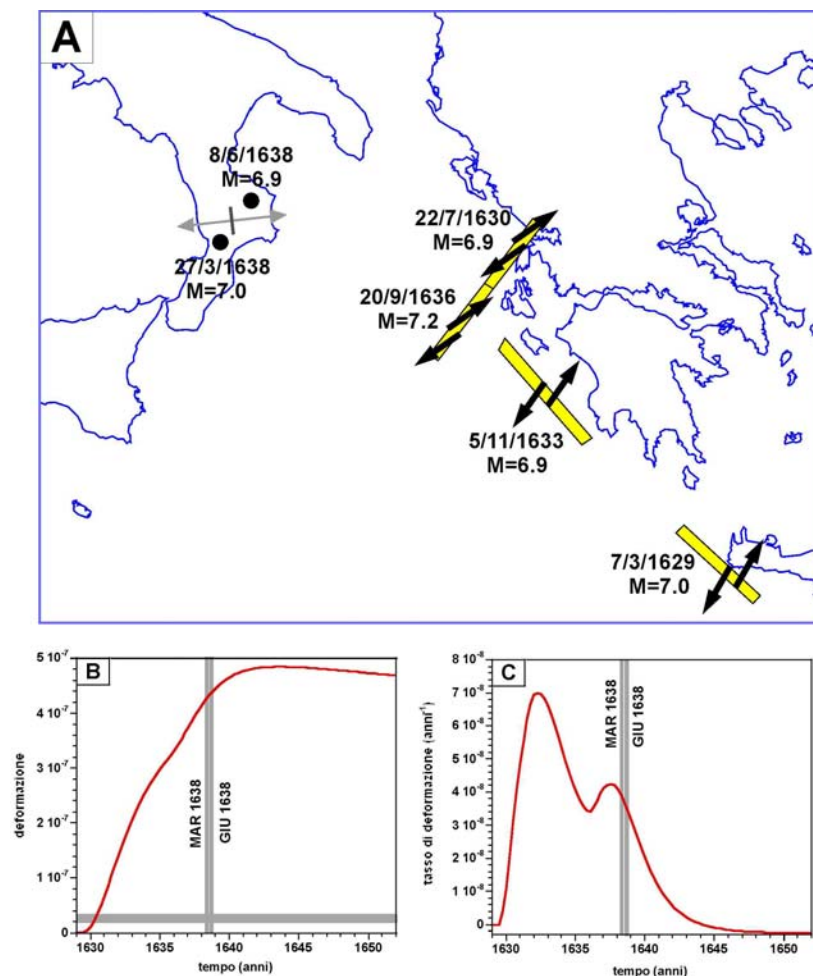 A
8/6/1638
M=6.9
27/3/1638
M=7.0
22/7/1630
M=6.9
20/9/1636
M=7.2
5/11/1633
M=6.9
7/3/1629
M=7.0
B
5 10⁻⁷
4 10⁻⁷
3 10⁻⁷
2 10⁻⁷
1 10⁻⁷
0
deformazione
MAR 1638
GIU 1638
1630 1635 1640 1645 1650
tempo (anni)
C
8 10⁻⁸
7 10⁻⁸
6 10⁻⁸
5 10⁻⁸
4 10⁻⁸
3 10⁻⁸
2 10⁻⁸
1 10⁻⁸
0
tasso di deformazione (anni⁻¹)
MAR 1638
GIU 1638
1630 1635 1640 1645 1650
tempo (anni)